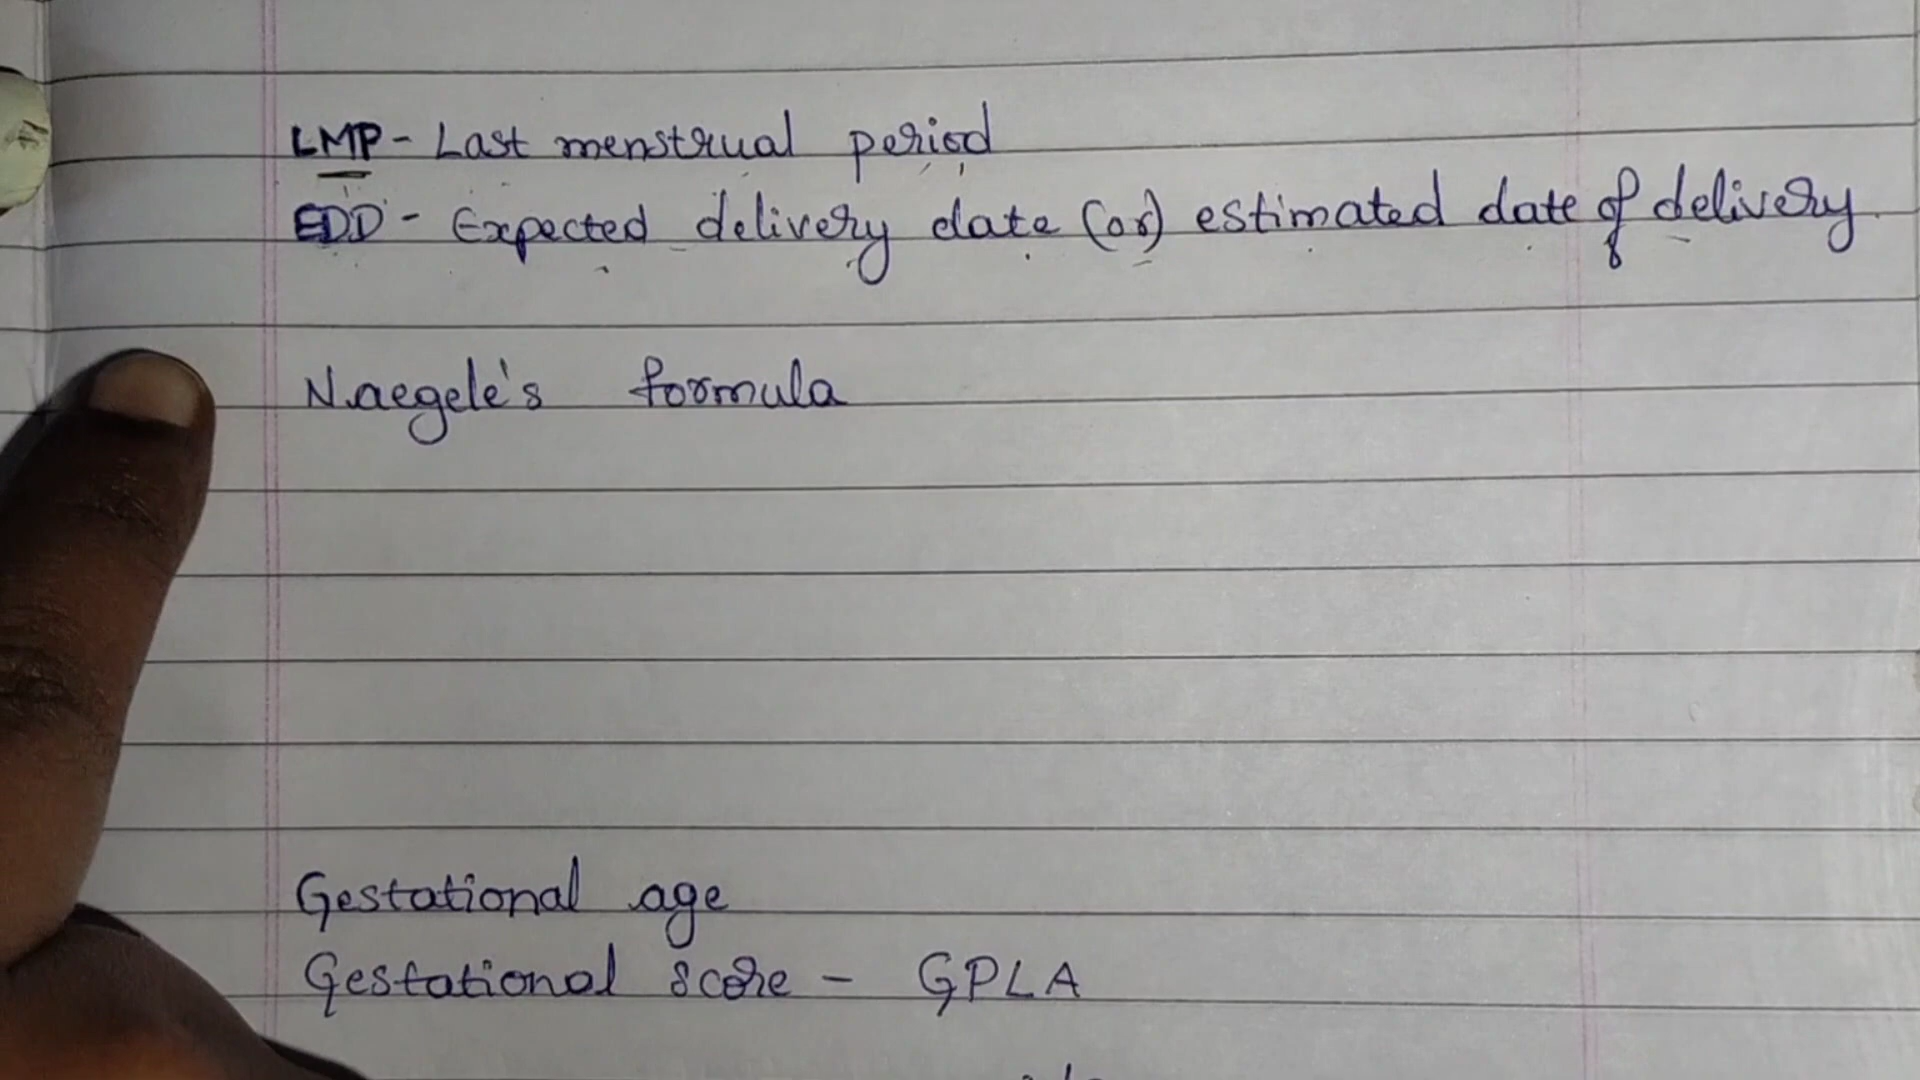 LMP - Last menstrual period
EDD - Expected delivery date (or) estimated date of delivery
Naegele's formula
Gestational age
Gestational score - GPLA